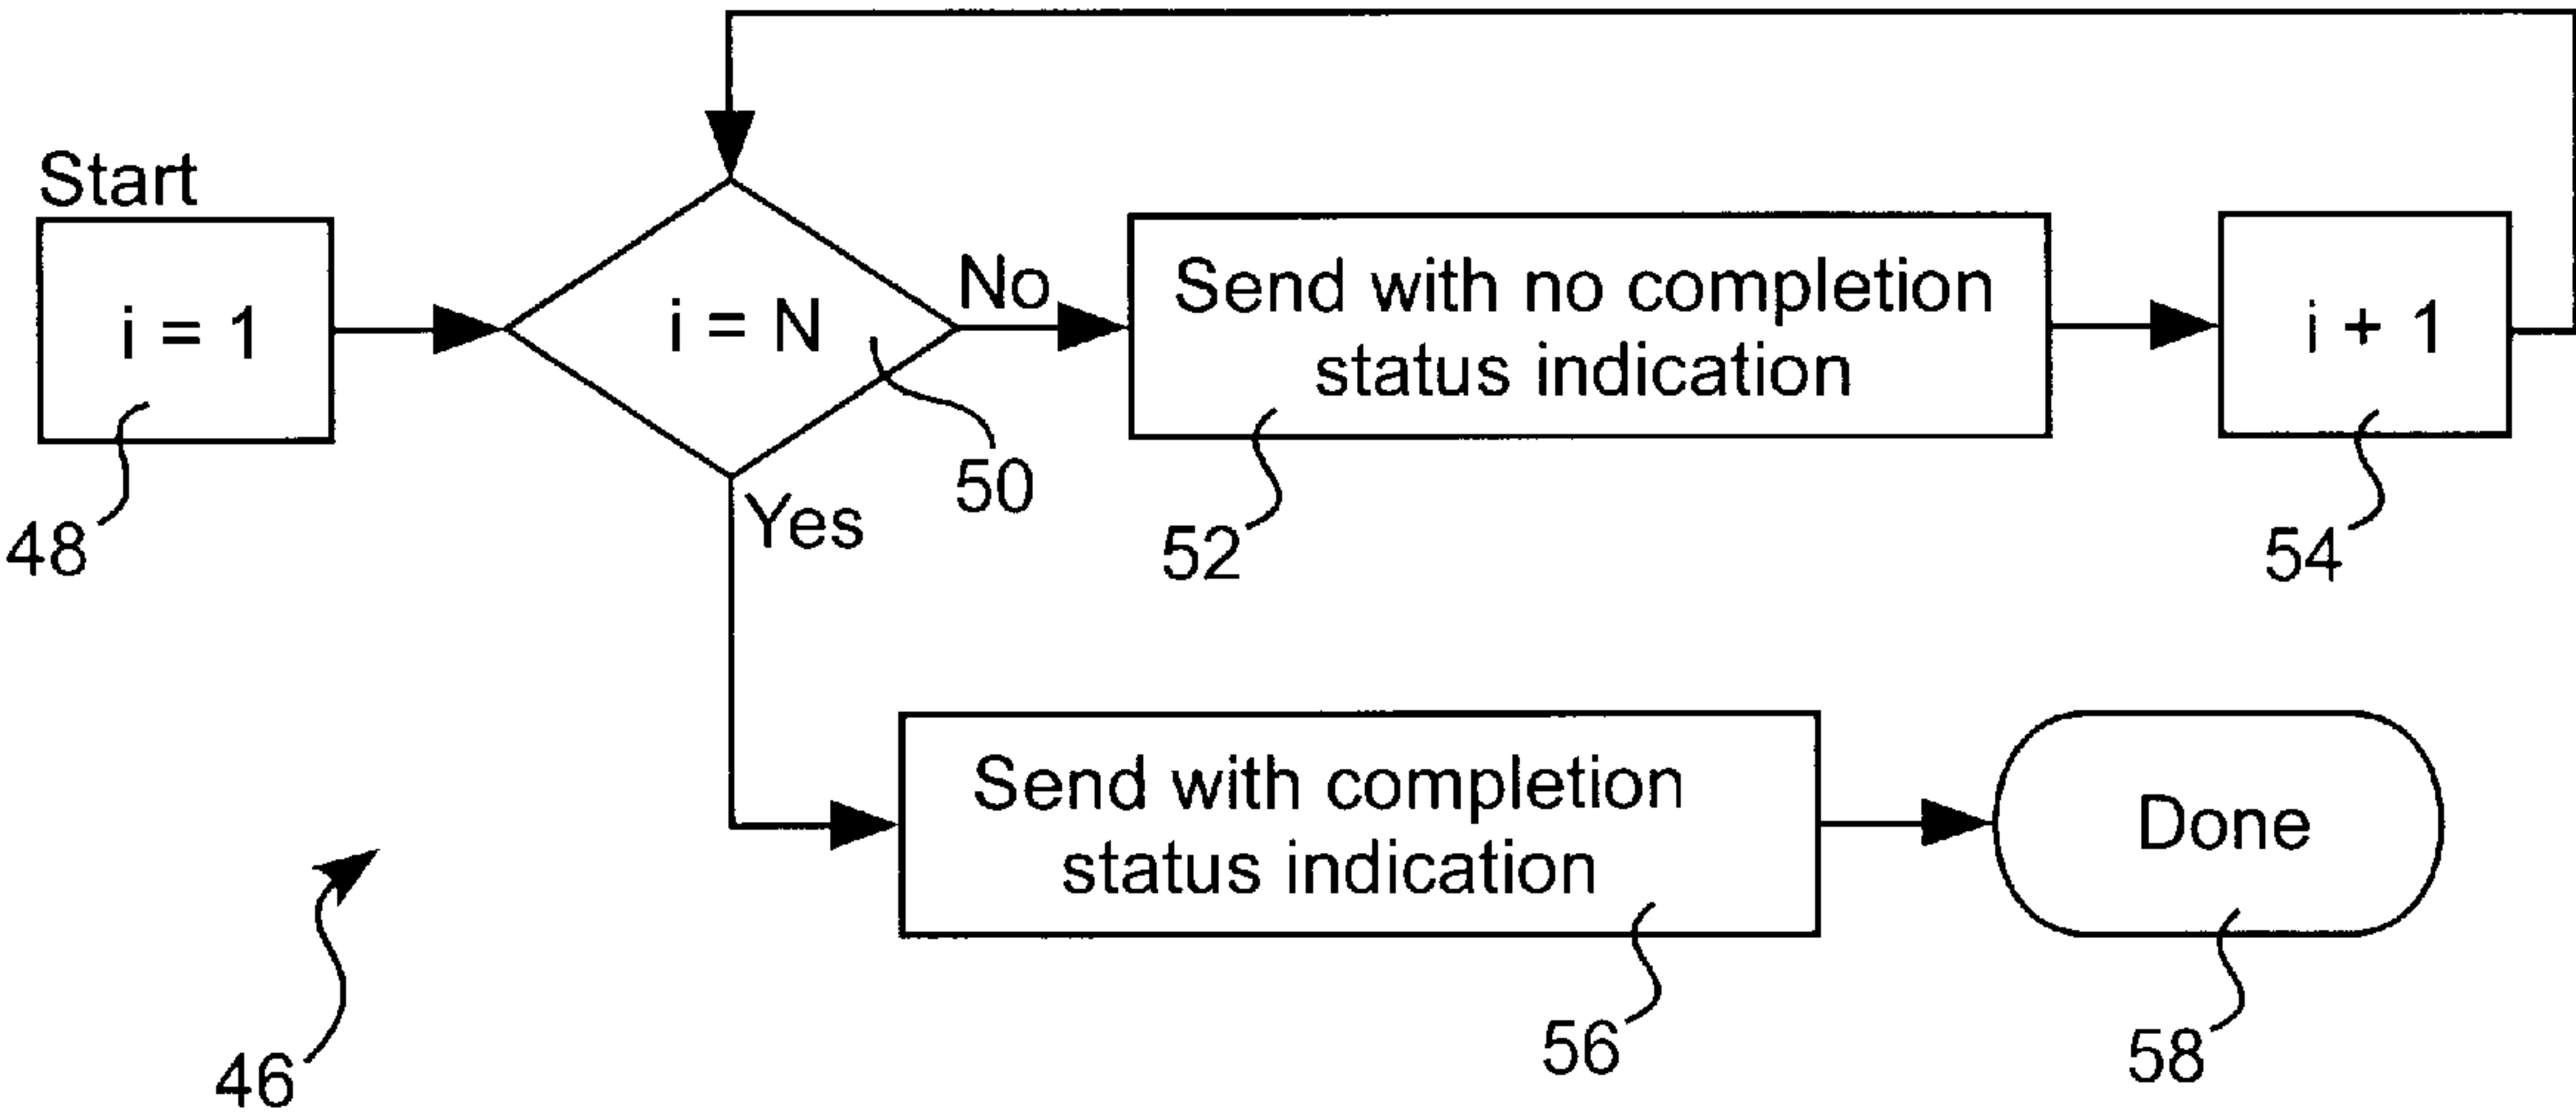 Start
i = 1
48
i = N
50
No
Yes
Send with no completion
status indication
52
i + 1
54
Send with completion
status indication
56
Done
58
46